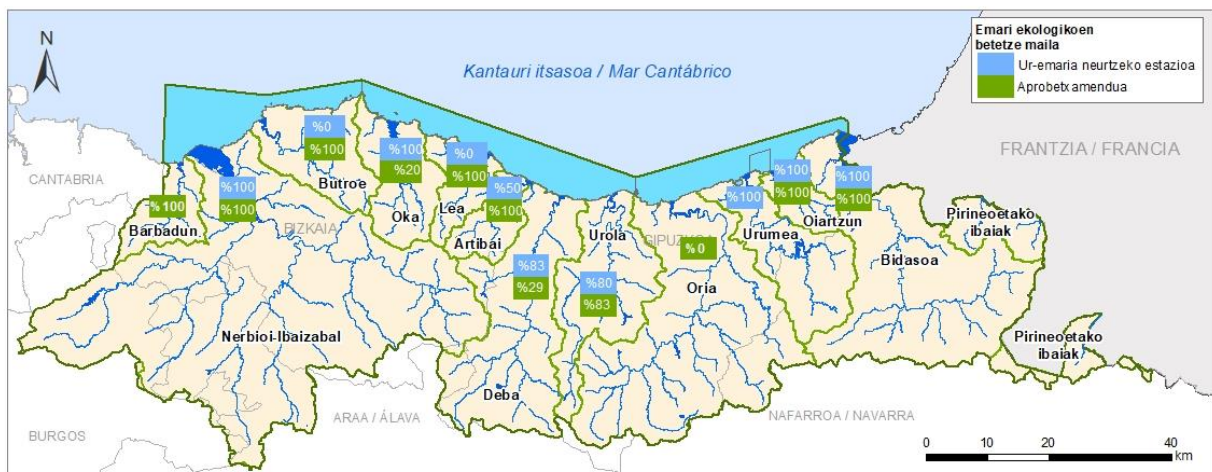 N
Kantauri itsasoa / Mar Cantábrico
Emari ekologikoen
betetze maila
Ur-emaria neurtzeko estazioa
Aprobetxamendua
FRANTZIA / FRANCIA
CANTABRIA
%100
Barbadun
%100
%100
%0
%100
Butroe
BIZKAIA
%100
%20
Oka
%0
%100
Lea
%50
%100
Artibai
%83
%29
Deba
Urola
%80
%83
GIPUZKOA
%0
Oria
%100
Urumea
%100
%100
Oiartzun
%100
%100
Bidasoa
Pirineoetako
ibaiak
Pirineoetako
ibaiak
Nerbioi-Ibaizabal
ARAA / ÁLAVA
NAFARROA / NAVARRA
BURGOS
0 10 20 40
km